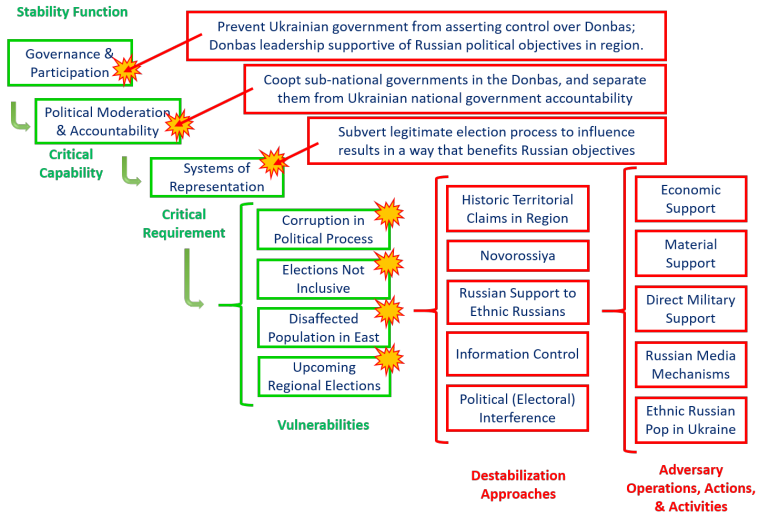 Stability Function
Prevent Ukrainian government from asserting control over Donbas;
Donbas leadership supportive of Russian political objectives in region.
Governance &
Participation
Coopt sub-national governments in the Donbas, and separate
them from Ukrainian national government accountability
Political Moderation
& Accountability
Subvert legitimate election process to influence
results in a way that benefits Russian objectives
Critical
Capability
Systems of
Representation
Critical
Requirement
Corruption in
Political Process
Elections Not
Inclusive
Disaffected
Population in East
Upcoming
Regional Elections
Vulnerabilities
Historic Territorial
Claims in Region
Novorossiya
Russian Support to
Ethnic Russians
Information Control
Political (Electoral)
Interference
Destabilization
Approaches
Economic
Support
Material
Support
Direct Military
Support
Russian Media
Mechanisms
Ethnic Russian
Pop in Ukraine
Adversary
Operations, Actions,
& Activities